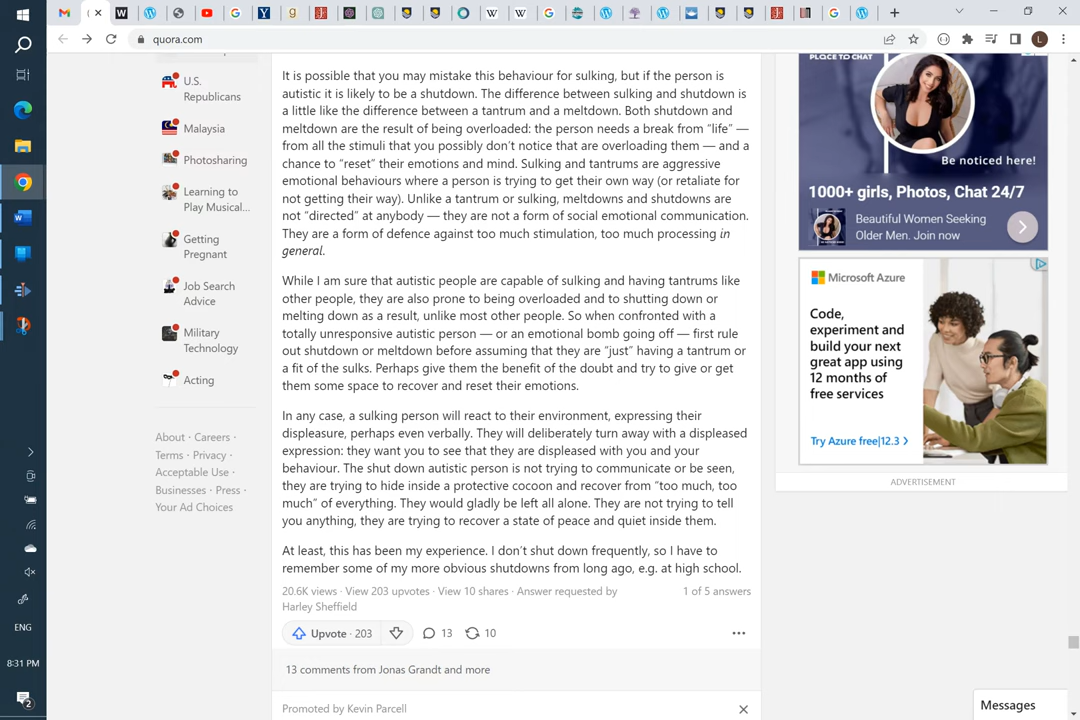 quora.com
U.S.
Republicans
Malaysia
Photosharing
Learning to
Play Musical...
Getting
Pregnant
Job Search
Advice
Military
Technology
Acting
About · Careers ·
Terms · Privacy ·
Acceptable Use ·
Businesses · Press ·
Your Ad Choices
It is possible that you may mistake this behaviour for sulking, but if the person is
autistic it is likely to be a shutdown. The difference between sulking and shutdown is
a little like the difference between a tantrum and a meltdown. Both shutdown and
meltdown are the result of being overloaded: the person needs a break from “life” —
from all the stimuli that you possibly don’t notice that are overloading them — and a
chance to “reset” their emotions and mind. Sulking and tantrums are aggressive
emotional behaviours where a person is trying to get their own way (or retaliate for
not getting their way). Unlike a tantrum or sulking, meltdowns and shutdowns are
not “directed” at anybody — they are not a form of social emotional communication.
They are a form of defence against too much stimulation, too much processing in
general.
While I am sure that autistic people are capable of sulking and having tantrums like
other people, they are also prone to being overloaded and to shutting down or
melting down as a result, unlike most other people. So when confronted with a
totally unresponsive autistic person — or an emotional bomb going off — first rule
out shutdown or meltdown before assuming that they are “just” having a tantrum or
a fit of the sulks. Perhaps give them the benefit of the doubt and try to give or get
them some space to recover and reset their emotions.
In any case, a sulking person will react to their environment, expressing their
displeasure, perhaps even verbally. They will deliberately turn away with a displeased
expression: they want you to see that they are displeased with you and your
behaviour. The shut down autistic person is not trying to communicate or be seen,
they are trying to hide inside a protective cocoon and recover from “too much, too
much” of everything. They would gladly be left all alone. They are not trying to tell
you anything, they are trying to recover a state of peace and quiet inside them.
At least, this has been my experience. I don’t shut down frequently, so I have to
remember some of my more obvious shutdowns from long ago, e.g. at high school.
20.6K views · View 203 upvotes · View 10 shares · Answer requested by
Harley Sheffield
1 of 5 answers
Upvote · 203
13
10
13 comments from Jonas Grandt and more
Promoted by Kevin Parcell
PLACE TO CHAT
Be noticed here!
1000+ girls, Photos, Chat 24/7
Beautiful Women Seeking
Older Men. Join now
Microsoft Azure
Code,
experiment and
build your next
great app using
12 months of
free services
Try Azure free|12.3 >
ADVERTISEMENT
Messages
ENG
8:31 PM
2
L